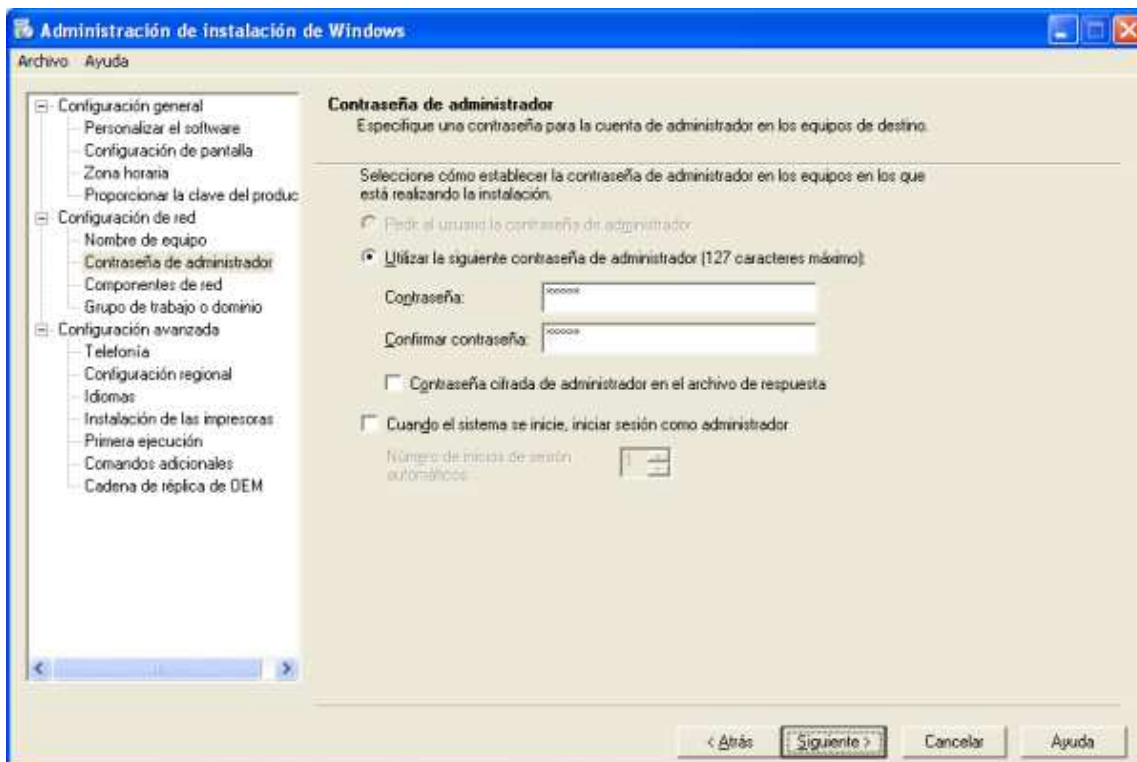 Administración de instalación de Windows
Archivo Ayuda
Configuración general
Personalizar el software
Configuración de pantalla
Zona horaria
Proporcionar la clave del produc
Configuración de red
Nombre de equipo
Contraseña de administrador
Componentes de red
Grupo de trabajo o dominio
Configuración avanzada
Telefonía
Configuración regional
Idiomas
Instalación de las impresoras
Primera ejecución
Comandos adicionales
Cadena de réplica de OEM
Contraseña de administrador
Especifique una contraseña para la cuenta de administrador en los equipos de destino.
Seleccione cómo establecer la contraseña de administrador en los equipos en los que
está realizando la instalación.
Pedir al usuario la contraseña de administrador
Utilizar la siguiente contraseña de administrador (127 caracteres máximo):
Contraseña:
Confirmar contraseña:
Contraseña cifrada de administrador en el archivo de respuesta
Cuando el sistema se inicie, iniciar sesión como administrador
Número de inicios de sesión
automáticos
1
< Atrás Siguiente > Cancelar Ayuda